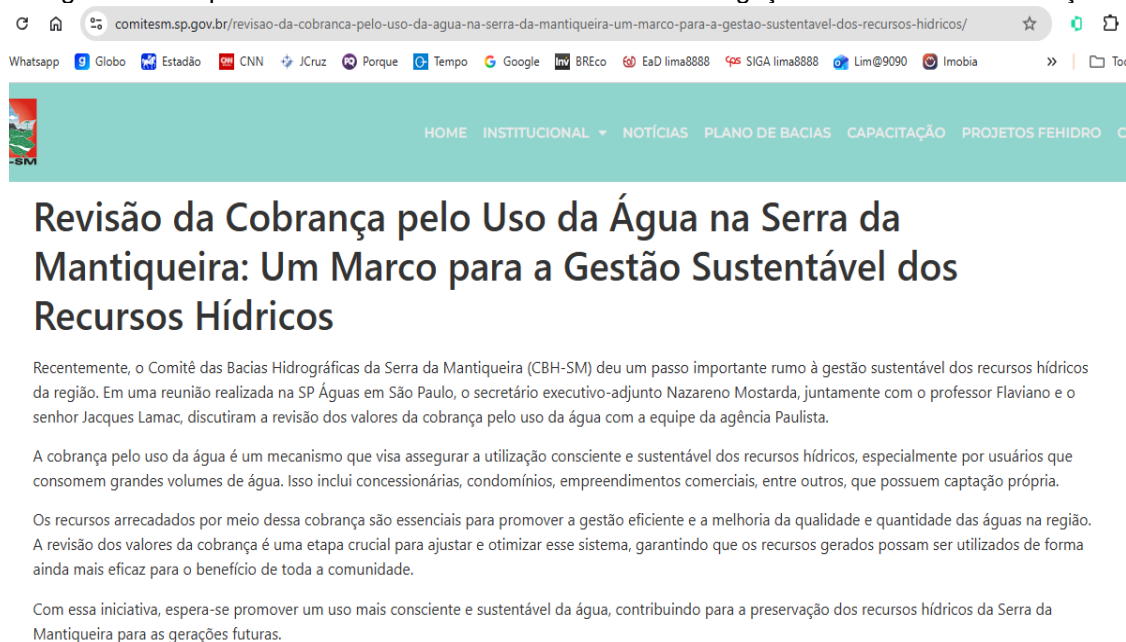 comitesm.sp.gov.br/revisao-da-cobranca-pelo-uso-da-agua-na-serra-da-mantiqueira-um-marco-para-a-gestao-sustentavel-dos-recursos-hidricos/
Whatsapp Globo Estadão CNN JCruz Porque Tempo Google BREco EaD lima8888 SIGA lima8888 Lim@9090 Imobia »
HOME INSTITUCIONAL NOTÍCIAS PLANO DE BACIAS CAPACITAÇÃO PROJETOS FEHIDRO
-SM
Revisão da Cobrança pelo Uso da Água na Serra da
Mantiqueira: Um Marco para a Gestão Sustentável dos
Recursos Hídricos
Recentemente, o Comitê das Bacias Hidrográficas da Serra da Mantiqueira (CBH-SM) deu um passo importante rumo à gestão sustentável dos recursos hídricos
da região. Em uma reunião realizada na SP Águas em São Paulo, o secretário executivo-adjunto Nazareno Mostarda, juntamente com o professor Flaviano e o
senhor Jacques Lamac, discutiram a revisão dos valores da cobrança pelo uso da água com a equipe da agência Paulista.
A cobrança pelo uso da água é um mecanismo que visa assegurar a utilização consciente e sustentável dos recursos hídricos, especialmente por usuários que
consomem grandes volumes de água. Isso inclui concessionárias, condomínios, empreendimentos comerciais, entre outros, que possuem captação própria.
Os recursos arrecadados por meio dessa cobrança são essenciais para promover a gestão eficiente e a melhoria da qualidade e quantidade das águas na região.
A revisão dos valores da cobrança é uma etapa crucial para ajustar e otimizar esse sistema, garantindo que os recursos gerados possam ser utilizados de forma
ainda mais eficaz para o benefício de toda a comunidade.
Com essa iniciativa, espera-se promover um uso mais consciente e sustentável da água, contribuindo para a preservação dos recursos hídricos da Serra da
Mantiqueira para as gerações futuras.